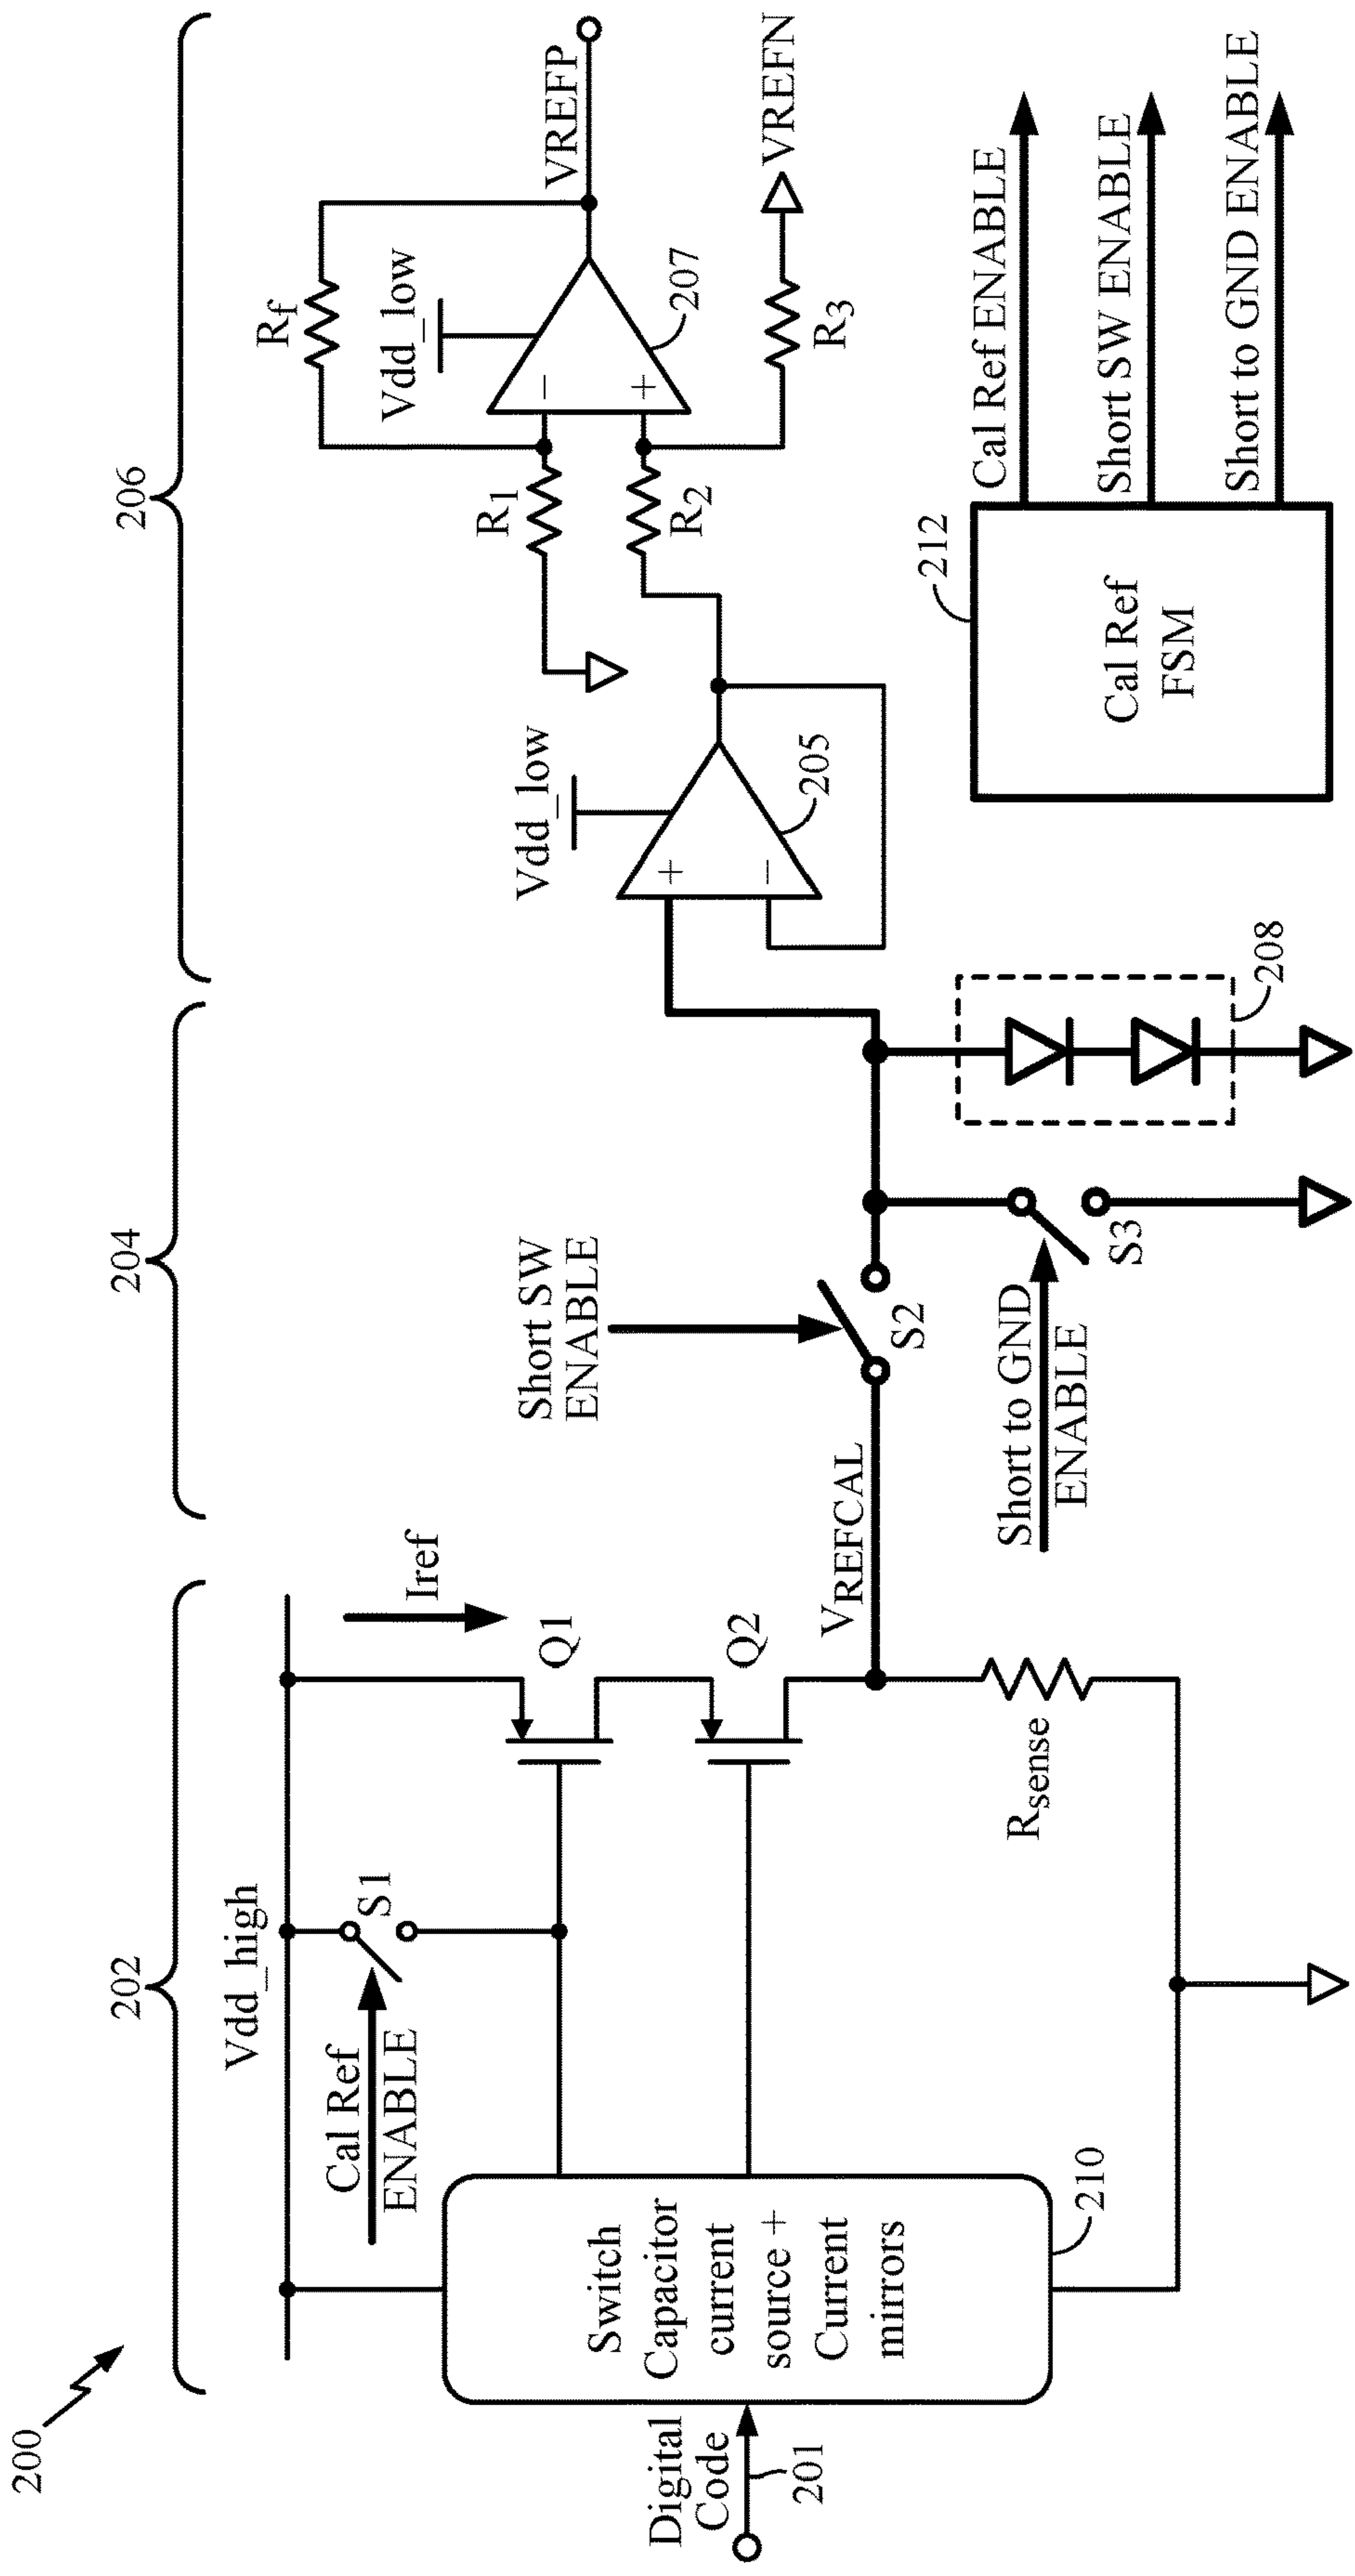 200
202
204
206
Vdd_high
Cal Ref
ENABLE
S1
Iref
Q1
Q2
Digital
Code
201
Switch
Capacitor
current
source +
Current
mirrors
210
Rsense
VREFCAL
Short SW
ENABLE
S2
Short to GND
ENABLE
S3
208
Vdd_low
+
−
205
R1
R2
Rf
Vdd_low
−
+
207
R3
VREFP
VREFN
212
Cal Ref
FSM
Cal Ref ENABLE
Short SW ENABLE
Short to GND ENABLE